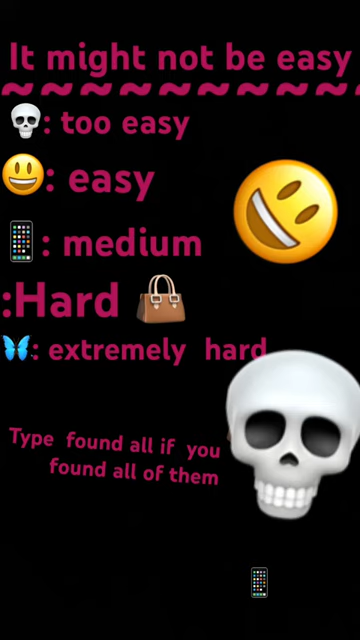 It might not be easy
~~~~~~~~~~
💀: too easy
😃: easy
📱: medium
:Hard 👜
🦋: extremely hard
Type found all if you
found all of them